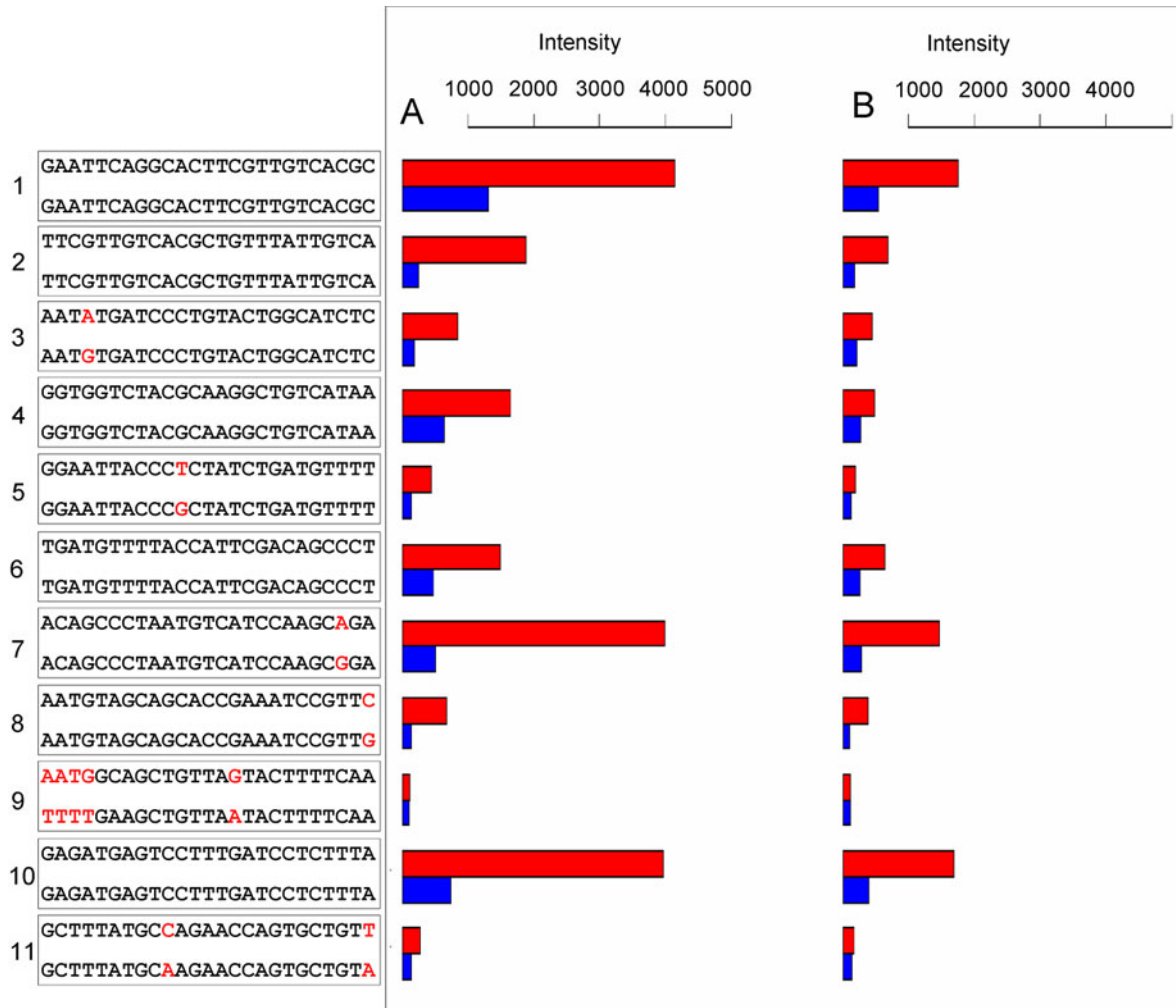 Intensity
Intensity
A
1000 2000 3000 4000 5000
B
1000 2000 3000 4000
1
GAATTCAGGCACTTCGTTGTCACGC
GAATTCAGGCACTTCGTTGTCACGC
2
TTCGTTGTCACGCTGTTTATTGTCA
TTCGTTGTCACGCTGTTTATTGTCA
3
AATATGATCCCTGTACTGGCATCTC
AATGTGATCCCTGTACTGGCATCTC
4
GGTGGTCTACGCAAGGCTGTCATAA
GGTGGTCTACGCAAGGCTGTCATAA
5
GGAATTACCCTCTATCTGATGTTTT
GGAATTACCCGCTATCTGATGTTTT
6
TGATGTTTTACCATTCGACAGCCCT
TGATGTTTTACCATTCGACAGCCCT
7
ACAGCCCTAATGTCATCCAAGCAGA
ACAGCCCTAATGTCATCCAAGCGGA
8
AATGTAGCAGCACCGAAATCCGTTC
AATGTAGCAGCACCGAAATCCGTTG
9
AATGGCAGCTGTTAGTACTTTTCAA
TTTTGAAGCTGTTAATACTTTTCAA
10
GAGATGAGTCCTTTGATCCTCTTTA
GAGATGAGTCCTTTGATCCTCTTTA
11
GCTTTATGCCAGAACCAGTGCTGTT
GCTTTATGCAAGAACCAGTGCTGTA